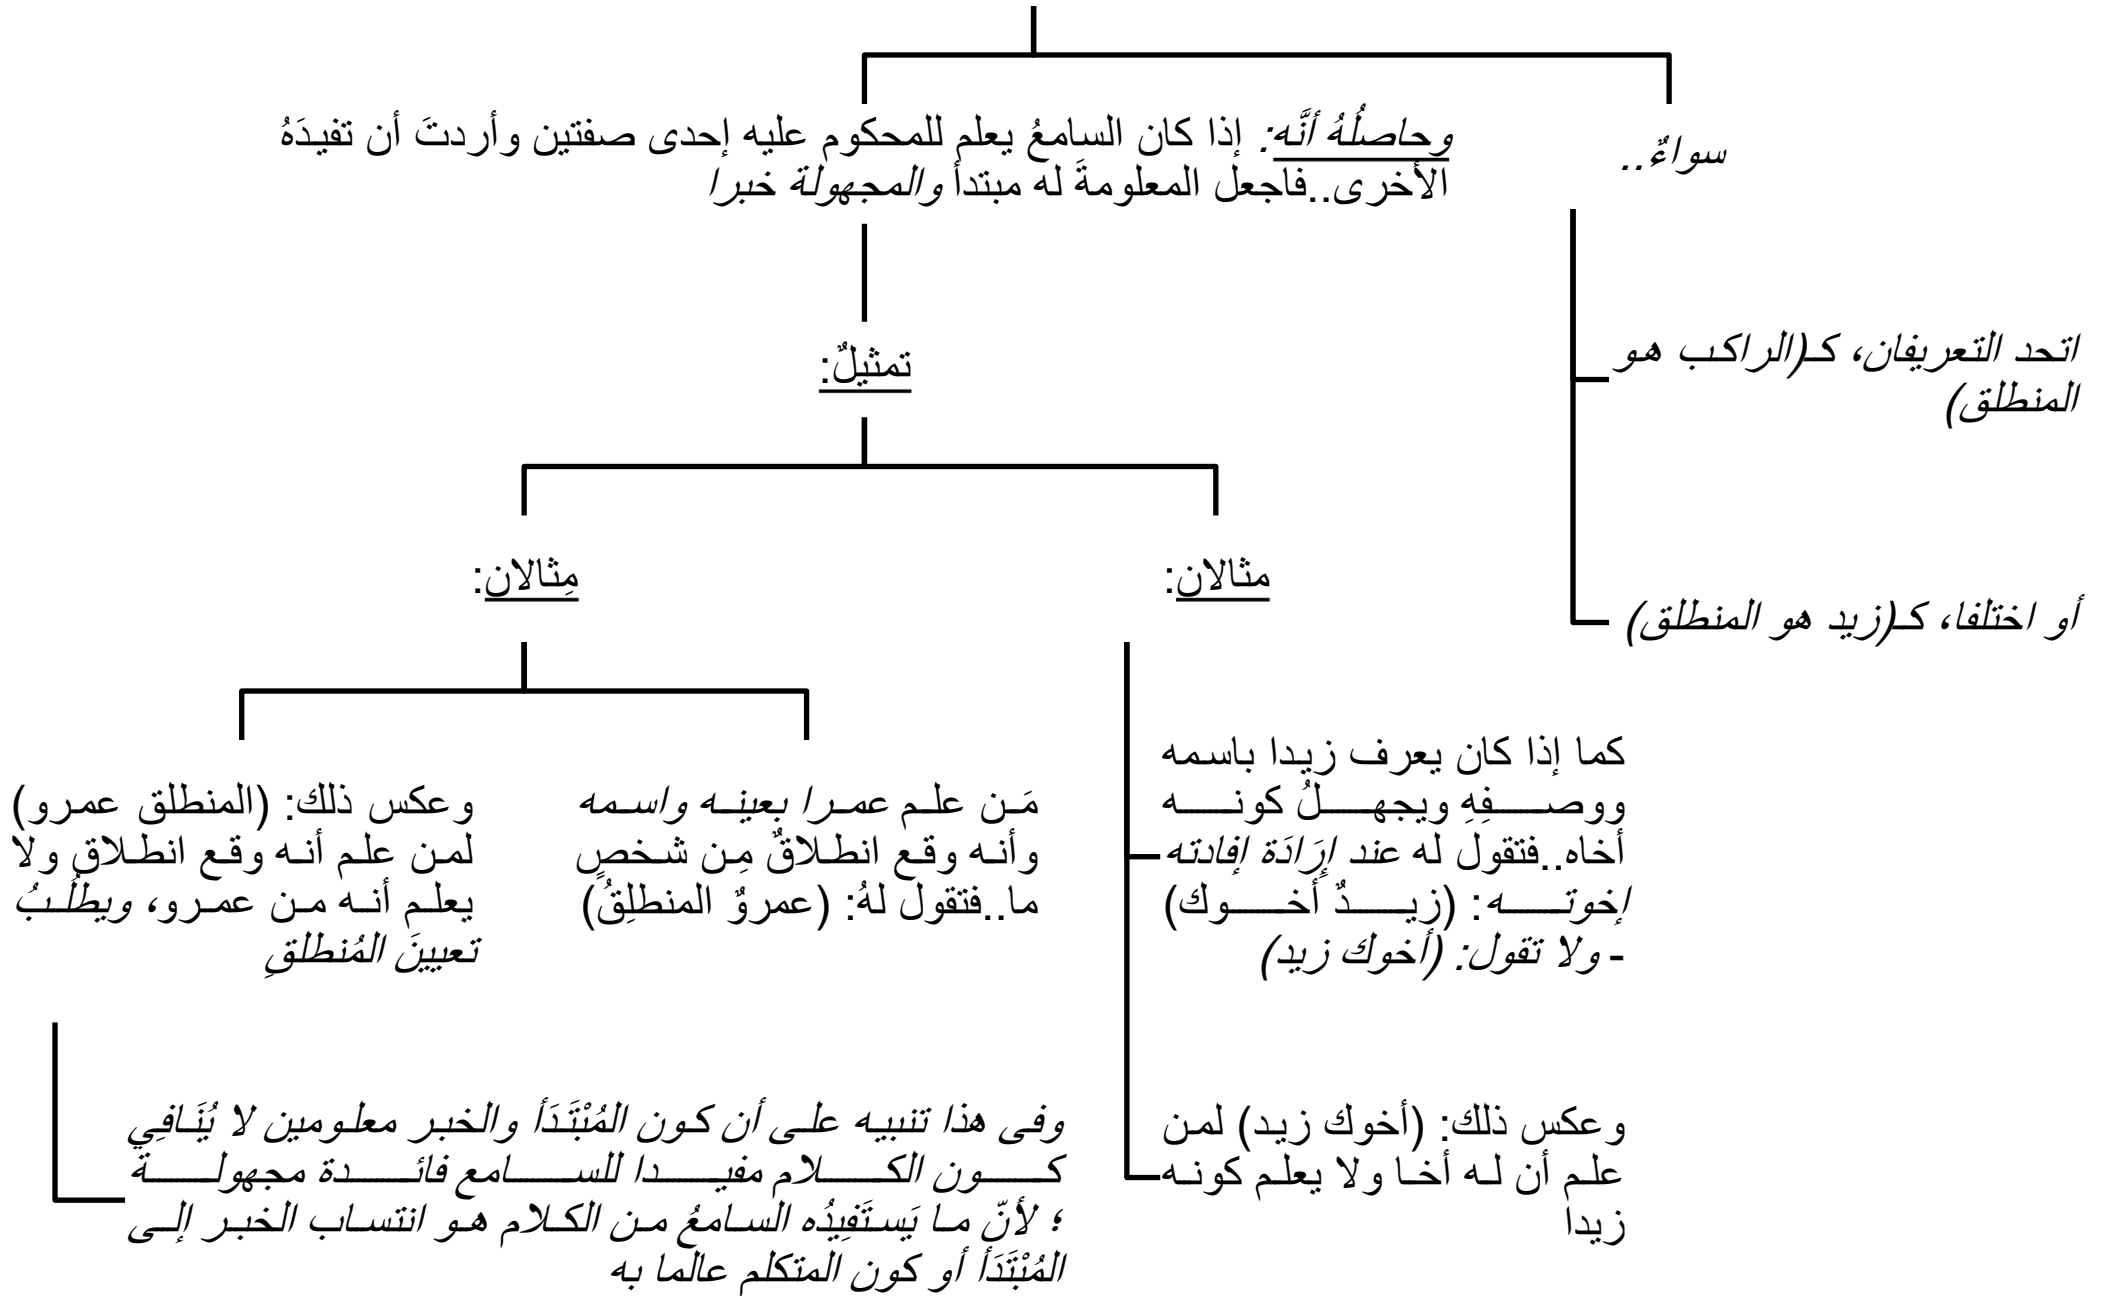 سواءٌ..
وحاصلُهُ أنَّه: إذا كان السامعُ يعلم للمحكوم عليه إحدى صفتين وأردتَ أن تفيدَهُ
الأخرى..فاجعل المعلومةَ له مبتدأ والمجهولة خبرا
اتحد التعريفان، كـ(الراكب هو
المنطلق)
أو اختلفا، كـ(زيد هو المنطلق)
تمثيلٌ:
مثالان:
كما إذا كان يعرف زيدا باسمه
ووصفِهِ ويجهلُ كونه
أخاه..فتقول له عند إرَادَة إفادته
إخوته: (زيدٌ أخوك)
- ولا تقول: (أخوك زيد)
وعكس ذلك: (أخوك زيد) لمن
علم أن له أخا ولا يعلم كونه
زيدا
مِثالان:
مَن علم عمرا بعينه واسمه
وأنه وقع انطلاقٌ مِن شخصٍ
ما..فتقول لهُ: (عمروٌ المنطلِقُ)
وعكس ذلك: (المنطلق عمرو)
لمن علم أنه وقع انطلاق ولا
يعلم أنه من عمرو، ويطلُبُ
تعيينَ المُنطلقِ
وفى هذا تنبيه على أن كون المُبْتَدَأ والخبر معلومين لا يُنَافِي
كون الكلام مفيدا للسامع فائدة مجهولة
؛ لأنّ ما يَستَفِيدُه السامعُ من الكلام هو انتساب الخبر إلى
المُبْتَدَأ أو كون المتكلم عالما به